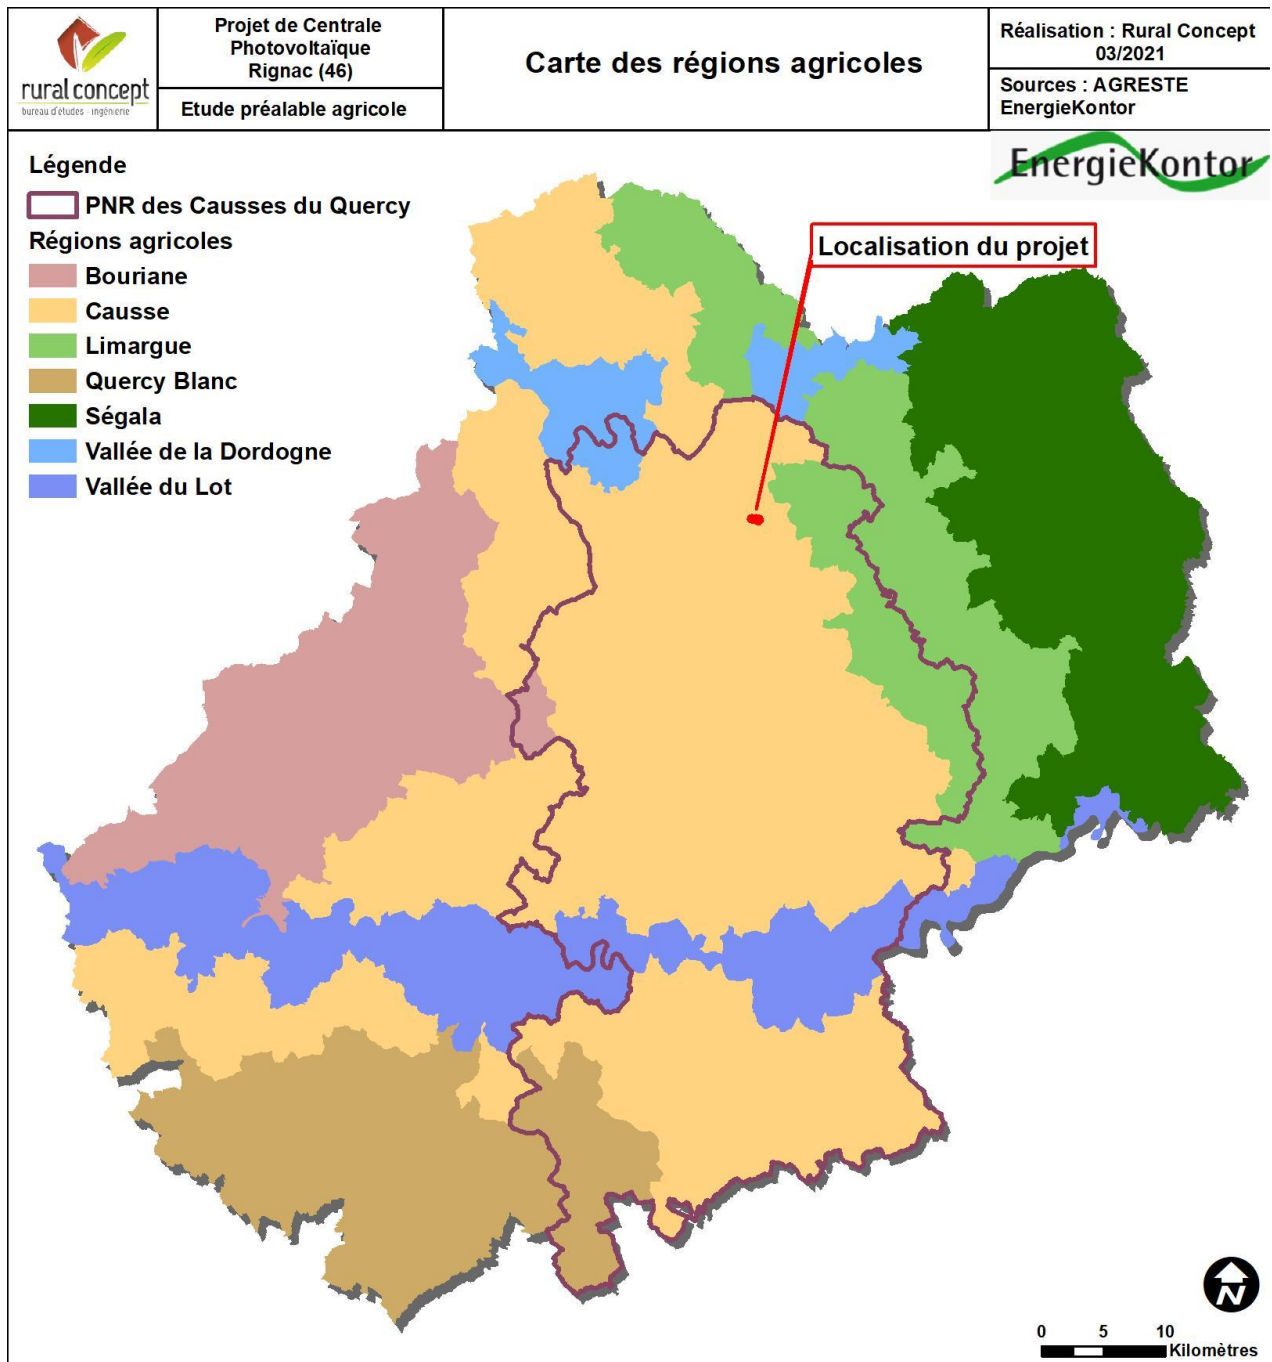 rural concept
bureau d'études - ingénierie
Projet de Centrale
Photovoltaïque
Rignac (46)
Etude préalable agricole
Carte des régions agricoles
Réalisation : Rural Concept
03/2021
Sources : AGRESTE
EnergieKontor
EnergieKontor
Légende
PNR des Causses du Quercy
Régions agricoles
Bouriane
Causse
Limargue
Quercy Blanc
Ségala
Vallée de la Dordogne
Vallée du Lot
Localisation du projet
N
0 5 10
Kilomètres